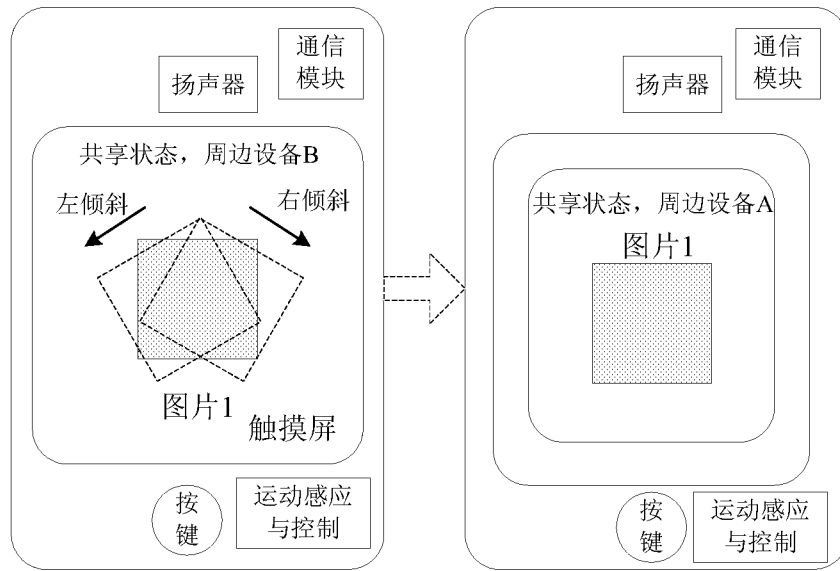 通信
模块
扬声器
共享状态，周边设备B
左倾斜
右倾斜
图片1
触摸屏
按
键
运动感应
与控制
通信
模块
扬声器
共享状态，周边设备A
图片1
按
键
运动感应
与控制